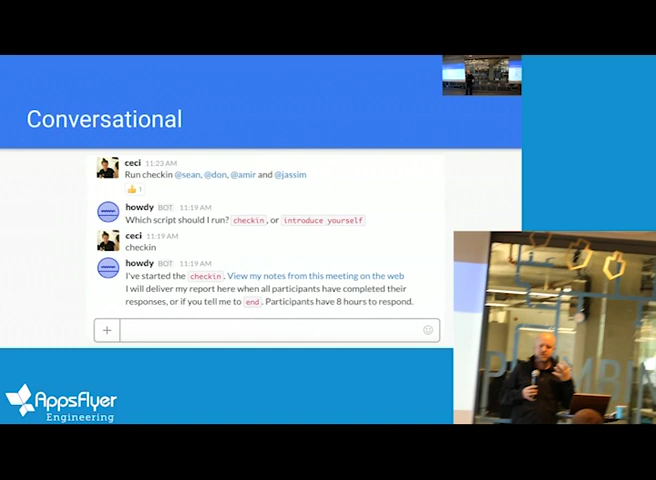 Conversational
ceci 11:23 AM
Run checkin @sean, @don, @amir and @jassim
1
howdy BOT 11:19 AM
Which script should I run? checkin, or introduce yourself
ceci 11:19 AM
checkin
howdy BOT 11:19 AM
I've started the checkin. View my notes from this meeting on the web
I will deliver my report here when all participants have completed their
responses, or if you tell me to end. Participants have 8 hours to respond.
AppsFlyer
Engineering